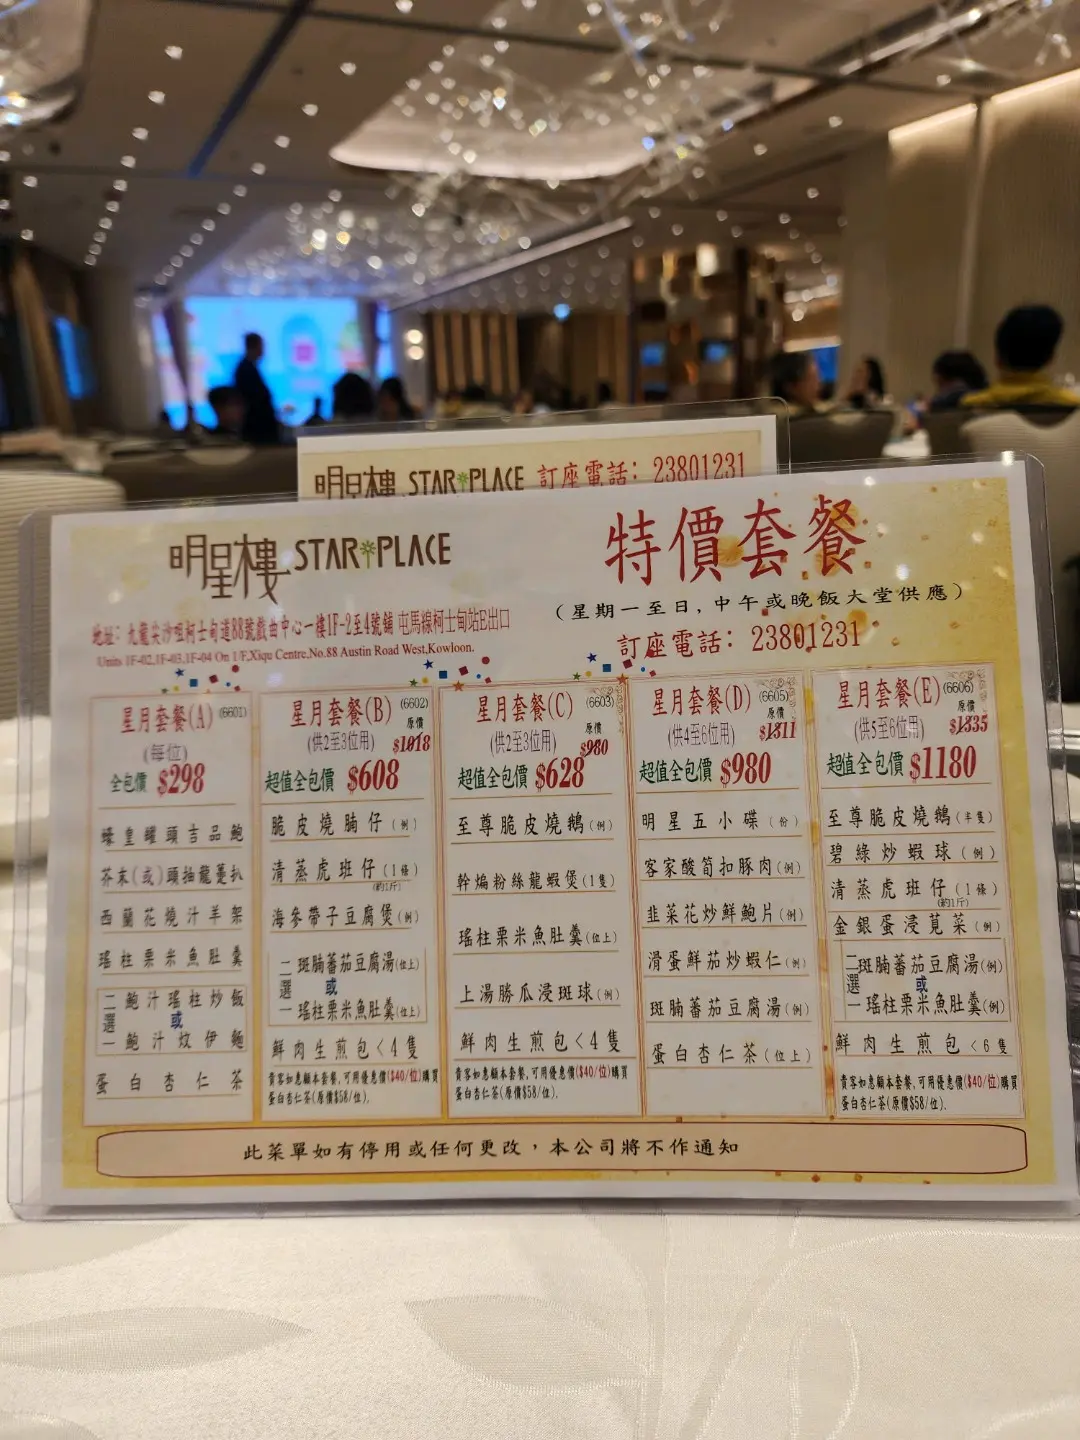 明星樓 STAR PLACE 訂座電話: 23801231
明星樓 STAR PLACE
特價套餐
(星期一至日, 中午或晚飯大堂供應)
地址: 九龍尖沙咀柯士甸道88號戲曲中心一樓1F-2至4號舖 屯馬線柯士甸站E出口
Units 1F-02,1F-03,1F-04 On 1/F,Xiqu Centre,No.88 Austin Road West,Kowloon.
訂座電話: 23801231
星月套餐(A) (6601)
(每位)
全包價 $298
蠔皇罐頭吉品鮑
芥末(或)頭抽龍躉扒
西蘭花燒汁羊架
瑤柱栗米魚肚羹
二選一
鮑汁瑤柱炒飯
或
鮑汁炆伊麵
蛋白杏仁茶
星月套餐(B) (6602)
(供2至3位用) 原價 $1018
超值全包價 $608
脆皮燒腩仔(例)
清蒸虎班仔(1條)
(約1斤)
海參帶子豆腐煲(例)
二選一
斑腩蕃茄豆腐湯(位上)
或
瑤柱栗米魚肚羹(位上)
鮮肉生煎包<4隻
貴客如惠顧本套餐, 可用優惠價($40/位)購買
蛋白杏仁茶(原價$58/位).
星月套餐(C) (6603)
(供2至3位用) 原價 $980
超值全包價 $628
至尊脆皮燒鵝(例)
幹煸粉絲龍蝦煲(1隻)
瑤柱栗米魚肚羹(位上)
上湯勝瓜浸斑球(例)
鮮肉生煎包<4隻
貴客如惠顧本套餐, 可用優惠價($40/位)購買
蛋白杏仁茶(原價$58/位).
星月套餐(D) (6605)
(供4至6位用) 原價 $1311
超值全包價 $980
明星五小碟(份)
客家酸筍扣豚肉(例)
韭菜花炒鮮鮑片(例)
滑蛋鮮茄炒蝦仁(例)
斑腩蕃茄豆腐湯(例)
蛋白杏仁茶(位上)
星月套餐(E) (6606)
(供5至6位用) 原價 $1335
超值全包價 $1180
至尊脆皮燒鵝(半隻)
碧綠炒蝦球(例)
清蒸虎班仔(1條)
(約1斤)
金銀蛋浸莧菜(例)
二選一
斑腩蕃茄豆腐湯(例)
或
瑤柱栗米魚肚羹(例)
鮮肉生煎包<6隻
貴客如惠顧本套餐, 可用優惠價($40/位)購買
蛋白杏仁茶(原價$58/位).
此菜單如有停用或任何更改，本公司將不作通知